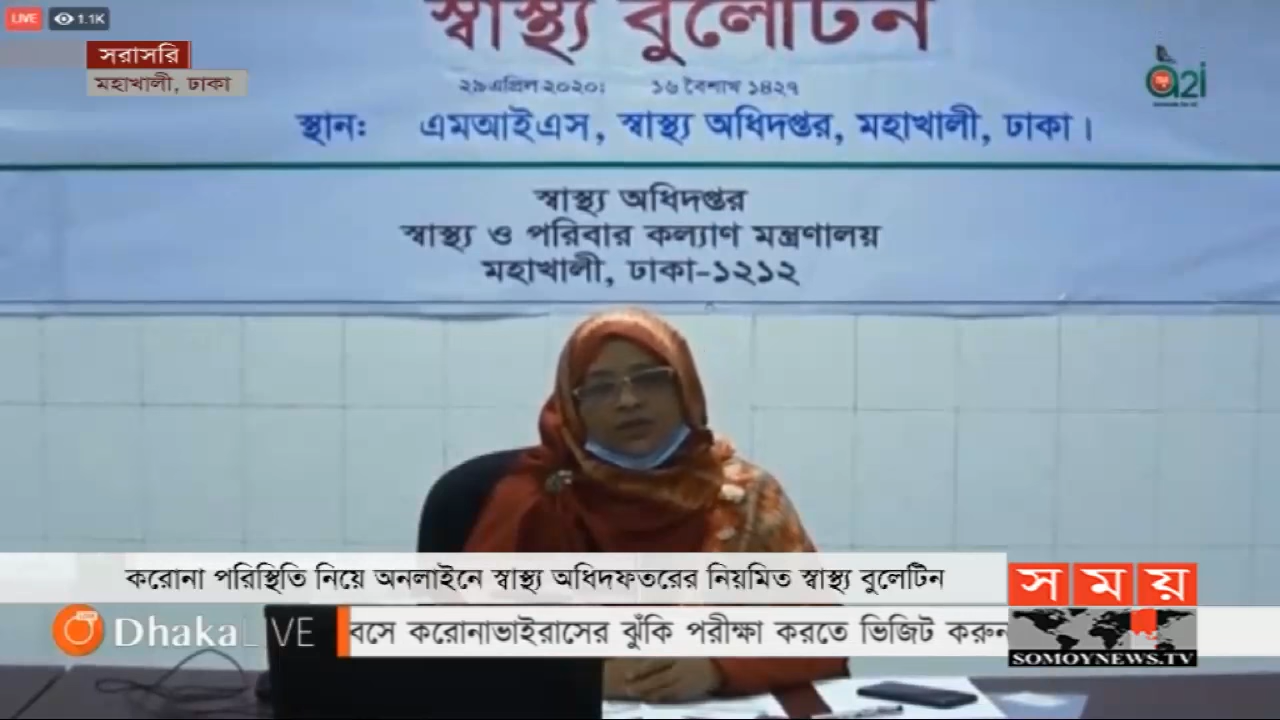 LIVE 1.1K
স্বাস্থ্য বুলেটিন
সরাসরি
মহাখালী, ঢাকা
২৯ এপ্রিল ২০২০; ১৬ বৈশাখ ১৪২৭
a2i
স্থান: এমআইএস, স্বাস্থ্য অধিদপ্তর, মহাখালী, ঢাকা।
স্বাস্থ্য অধিদপ্তর
স্বাস্থ্য ও পরিবার কল্যাণ মন্ত্রণালয়
মহাখালী, ঢাকা-১২১২
করোনা পরিস্থিতি নিয়ে অনলাইনে স্বাস্থ্য অধিদফতরের নিয়মিত স্বাস্থ্য বুলেটিন
সময়
DhakaLIVE
বসে করোনাভাইরাসের ঝুঁকি পরীক্ষা করতে ভিজিট করুন
SOMOYNEWS.TV